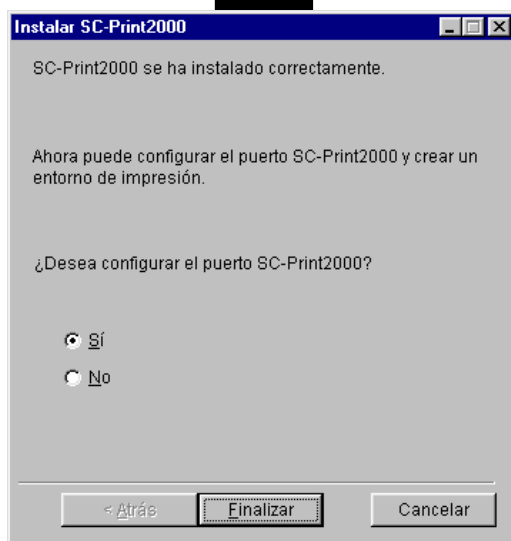 Instalar SC-Print2000
SC-Print2000 se ha instalado correctamente.
Ahora puede configurar el puerto SC-Print2000 y crear un
entorno de impresión.
¿Desea configurar el puerto SC-Print2000?
Sí
No
< Atrás
Finalizar
Cancelar